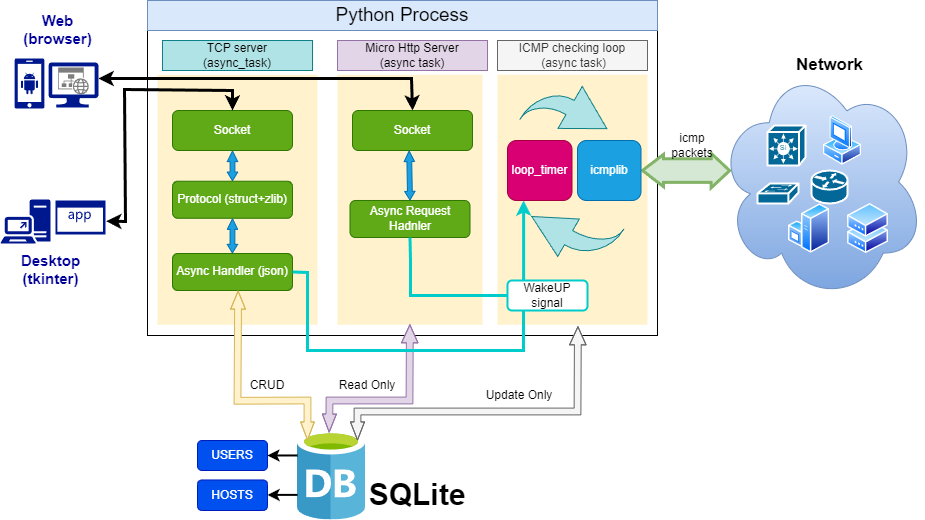 Python Process
Web
(browser)
TCP server
(async_task)
Micro Http Server
(async task)
ICMP checking loop
(async task)
Network
Socket
Socket
loop_timer
icmplib
icmp
packets
SI
Protocol (struct+zlib)
Async Request
Hadnler
app
Desktop
(tkinter)
Async Handler (json)
WakeUP
signal
CRUD
Read Only
Update Only
USERS
HOSTS
DB
SQLite